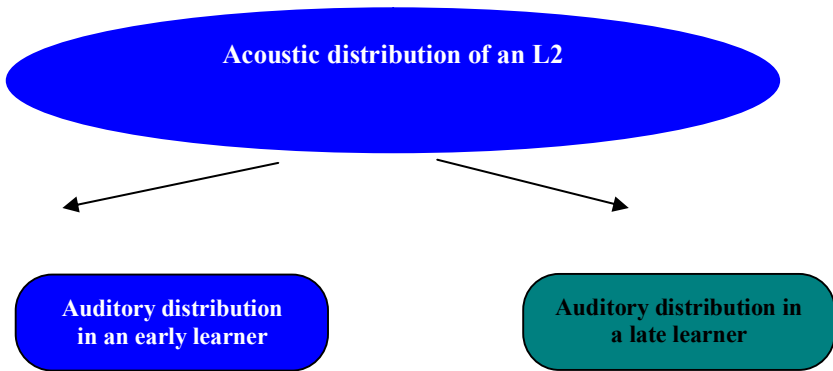 Acoustic distribution of an L2
Auditory distribution
in an early learner
Auditory distribution in
a late learner